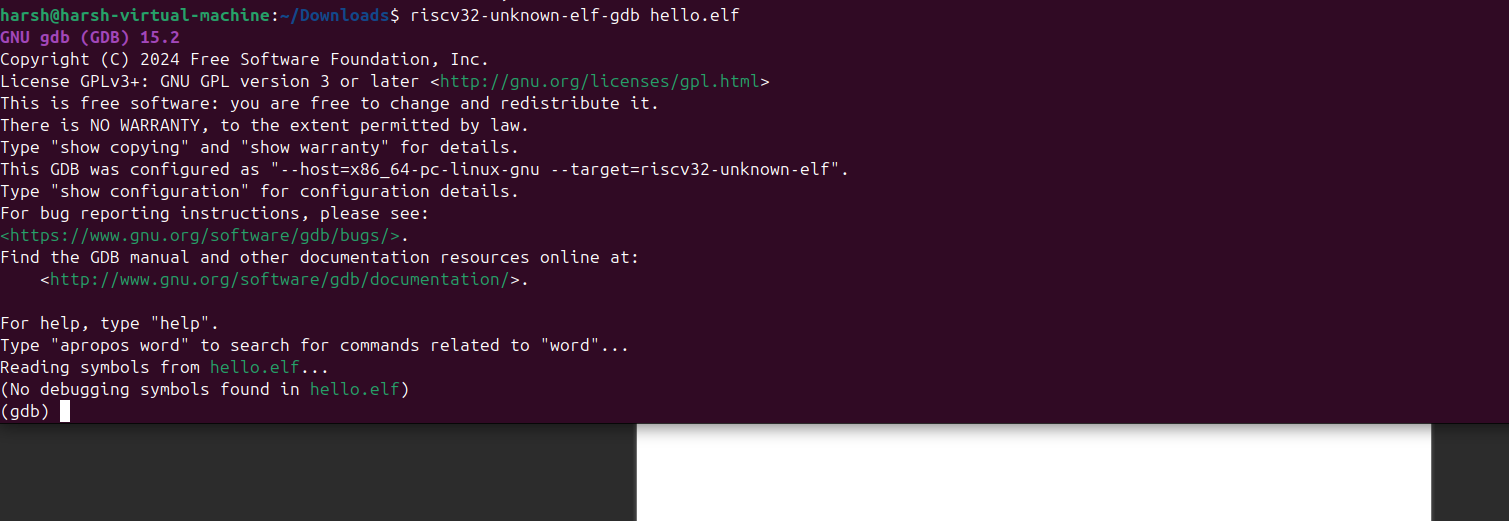 harsh@harsh-virtual-machine:~/Downloads$ riscv32-unknown-elf-gdb hello.elf
GNU gdb (GDB) 15.2
Copyright (C) 2024 Free Software Foundation, Inc.
License GPLv3+: GNU GPL version 3 or later <http://gnu.org/licenses/gpl.html>
This is free software: you are free to change and redistribute it.
There is NO WARRANTY, to the extent permitted by law.
Type "show copying" and "show warranty" for details.
This GDB was configured as "--host=x86_64-pc-linux-gnu --target=riscv32-unknown-elf".
Type "show configuration" for configuration details.
For bug reporting instructions, please see:
<https://www.gnu.org/software/gdb/bugs/>.
Find the GDB manual and other documentation resources online at:
    <http://www.gnu.org/software/gdb/documentation/>.

For help, type "help".
Type "apropos word" to search for commands related to "word"...
Reading symbols from hello.elf...
(No debugging symbols found in hello.elf)
(gdb)